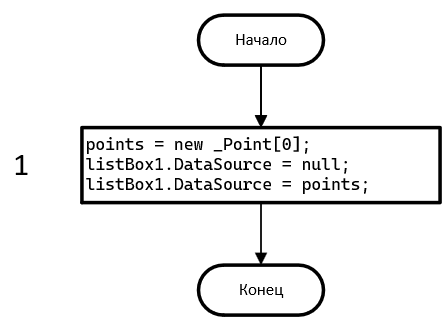 Начало
1
points = new _Point[0];
listBox1.DataSource = null;
listBox1.DataSource = points;
Конец